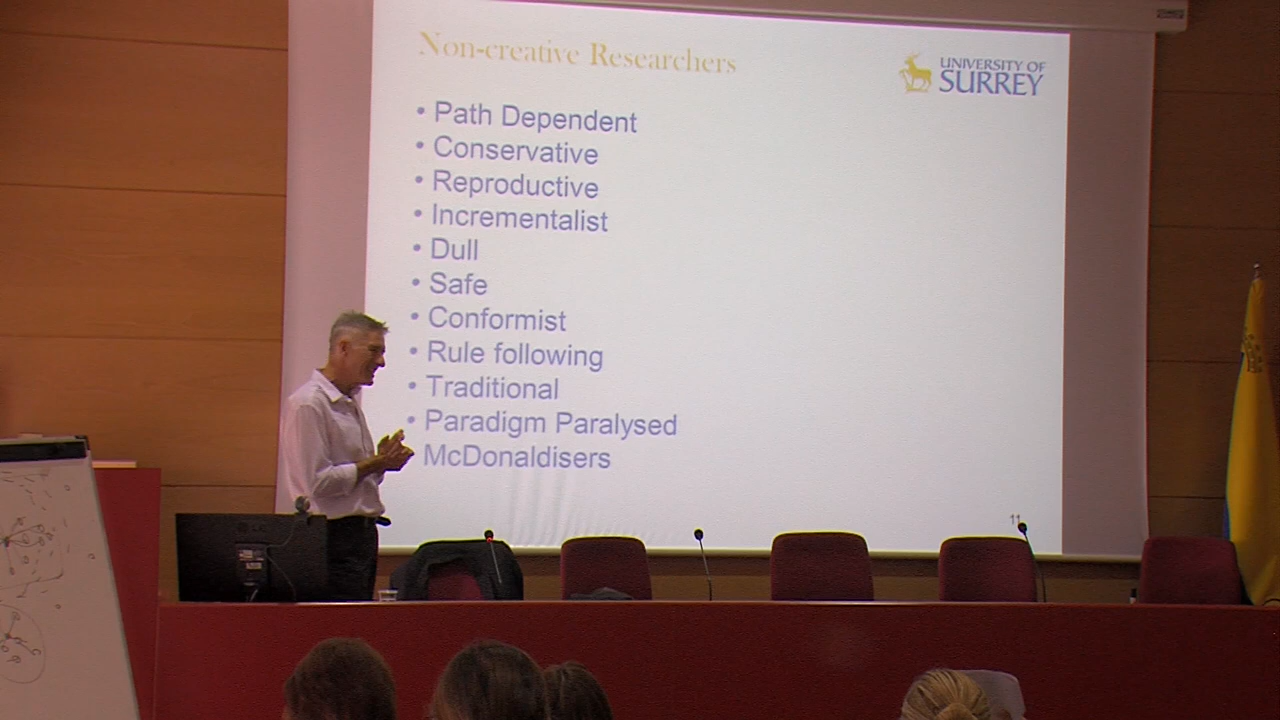 Non-creative Researchers
UNIVERSITY OF
SURREY
• Path Dependent
• Conservative
• Reproductive
• Incrementalist
• Dull
• Safe
• Conformist
• Rule following
• Traditional
• Paradigm Paralysed
McDonaldisers
11